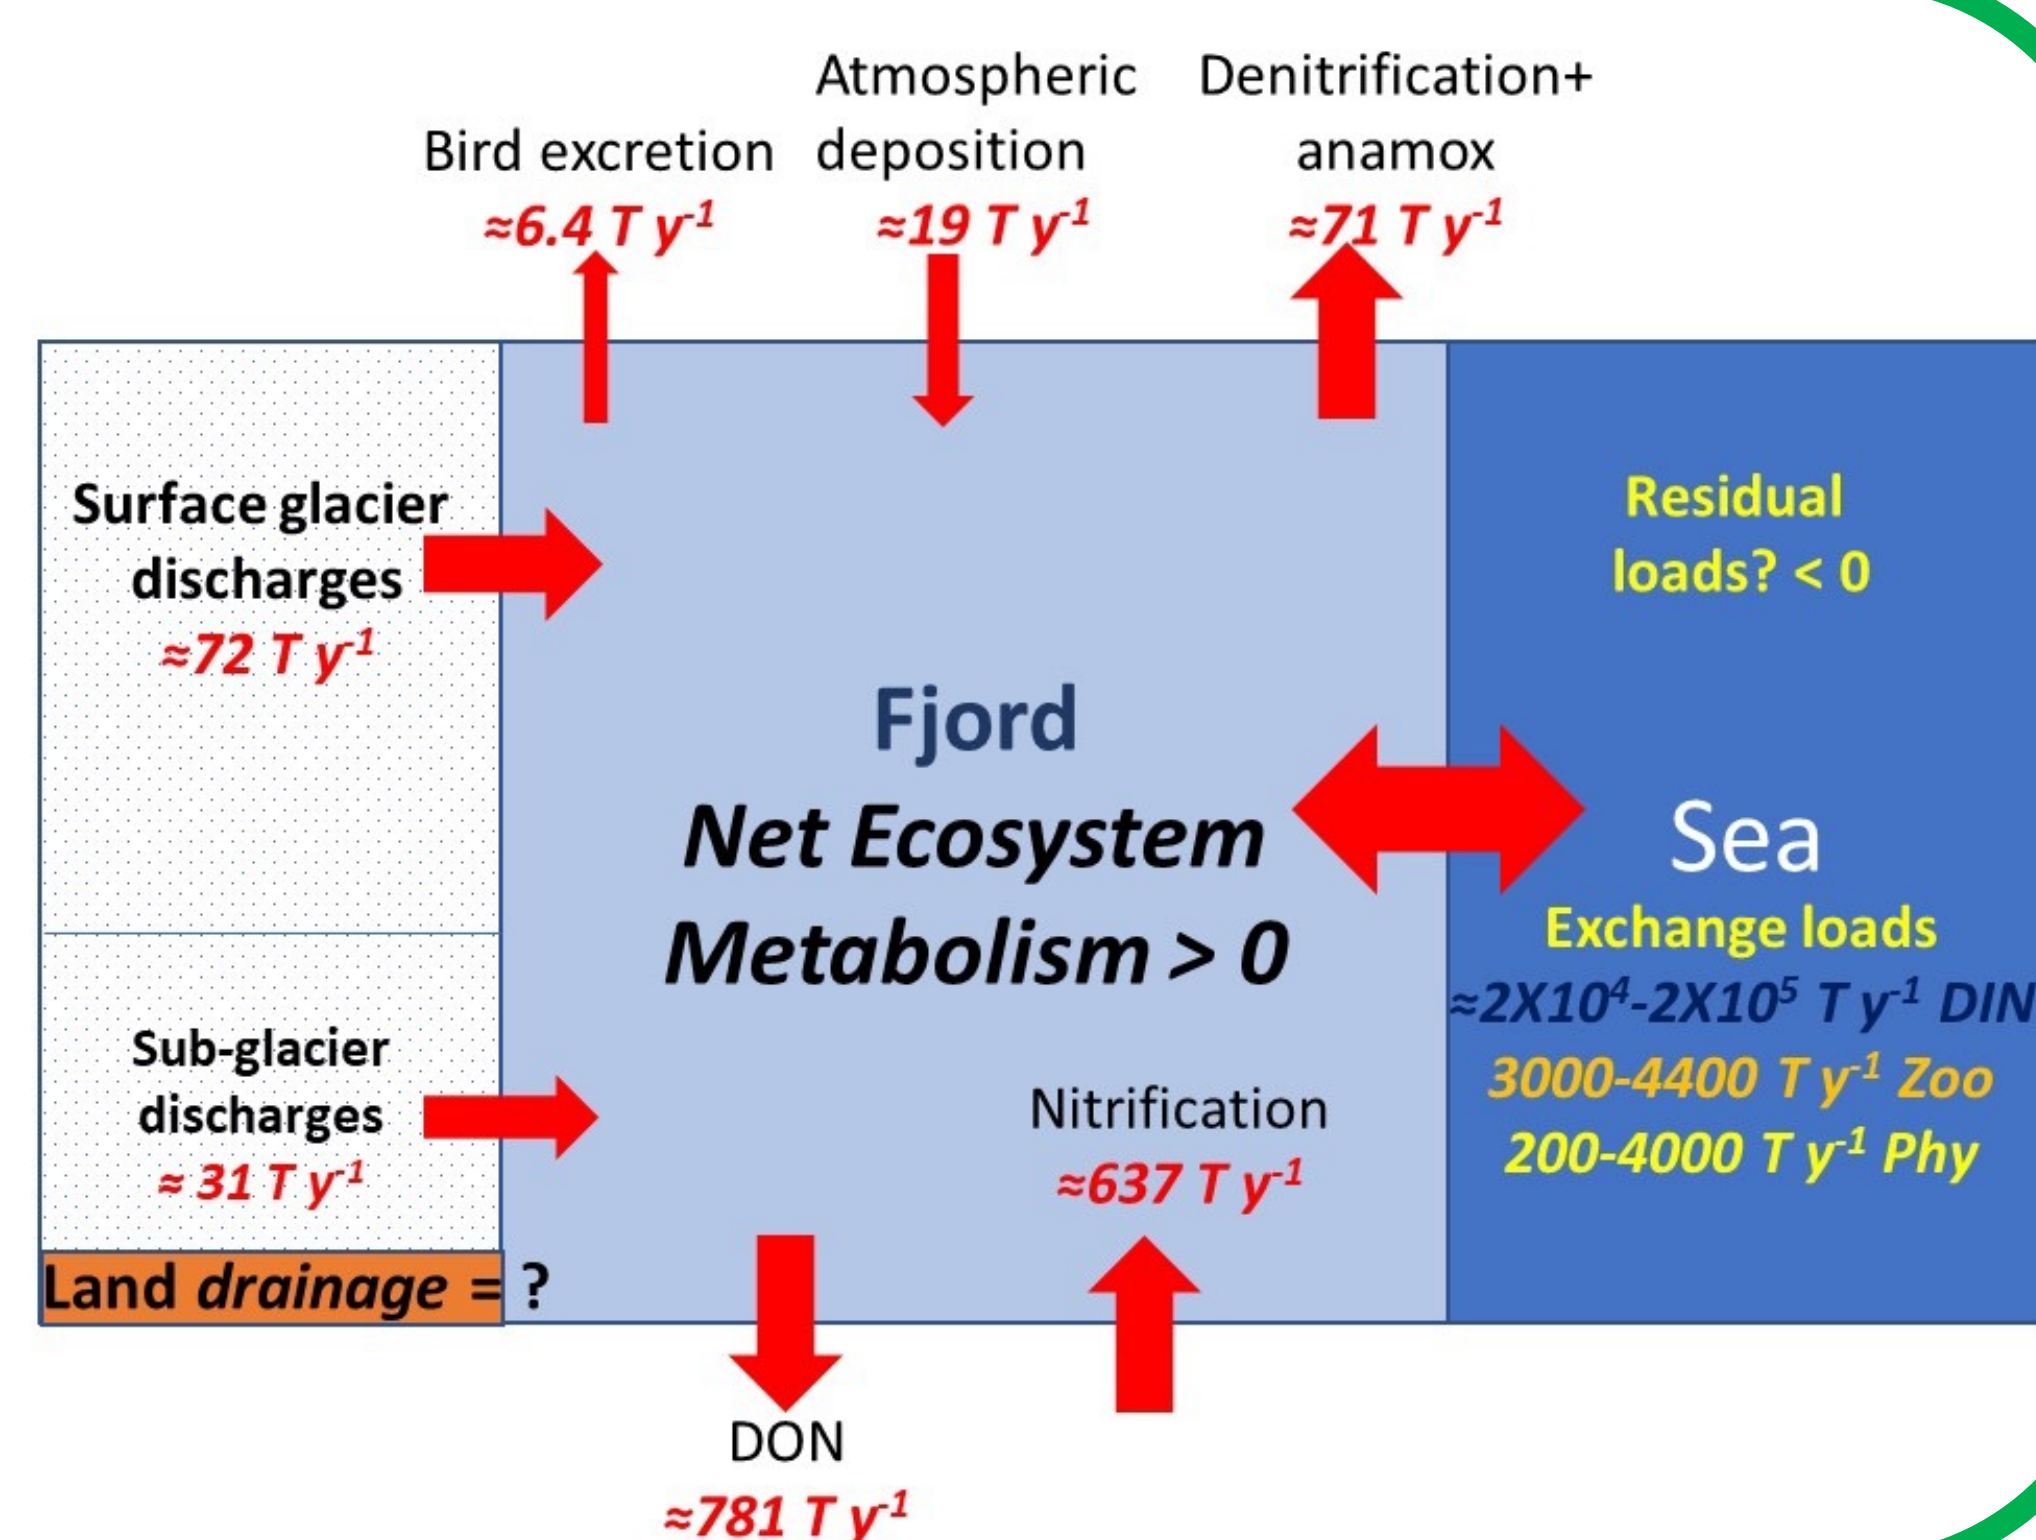 Bird excretion
≈6.4 T y⁻¹
Atmospheric
deposition
≈19 T y⁻¹
Denitrification+
anamox
≈71 T y⁻¹
Surface glacier
discharges
≈72 T y⁻¹
Sub-glacier
discharges
≈ 31 T y⁻¹
Land drainage = ?
Fjord
Net Ecosystem
Metabolism > 0
Nitrification
≈637 T y⁻¹
DON
≈781 T y⁻¹
Residual
loads? < 0
Sea
Exchange loads
≈2X10⁴-2X10⁵ T y⁻¹ DIN
3000-4400 T y⁻¹ Zoo
200-4000 T y⁻¹ Phy